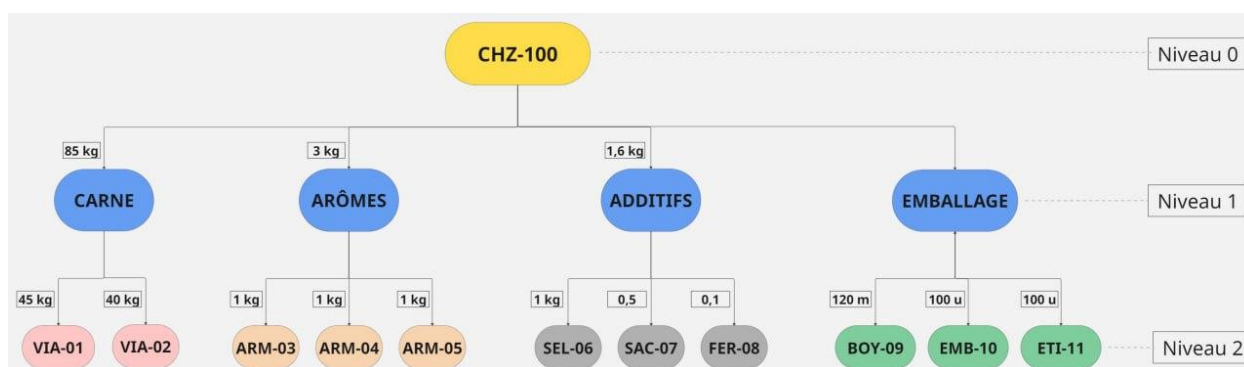 CHZ-100
Niveau 0
85 kg
3 kg
1,6 kg
CARNE
ARÔMES
ADDITIFS
EMBALLAGE
Niveau 1
45 kg
40 kg
1 kg
1 kg
1 kg
1 kg
0,5
0,1
120 m
100 u
100 u
VIA-01
VIA-02
ARM-03
ARM-04
ARM-05
SEL-06
SAC-07
FER-08
BOY-09
EMB-10
ETI-11
Niveau 2